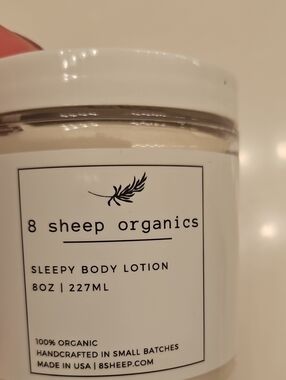 8 sheep organics
SLEEPY BODY LOTION
8OZ | 227ML
100% ORGANIC
HANDCRAFTED IN SMALL BATCHES
MADE IN USA | 8SHEEP.COM